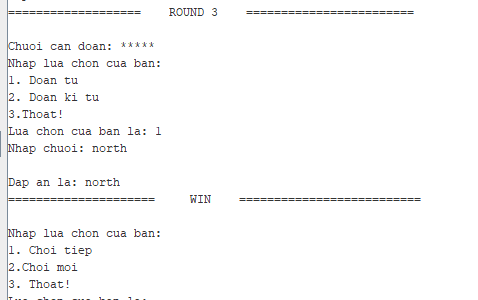 =================== ROUND 3 ========================
Chuoi can doan: *****
Nhap lua chon cua ban:
1. Doan tu
2. Doan ki tu
3.Thoat!
Lua chon cua ban la: 1
Nhap chuoi: north
Dap an la: north
===================== WIN ==========================
Nhap lua chon cua ban:
1. Choi tiep
2.Choi moi
3. Thoat!
Lua chon cua ban la: